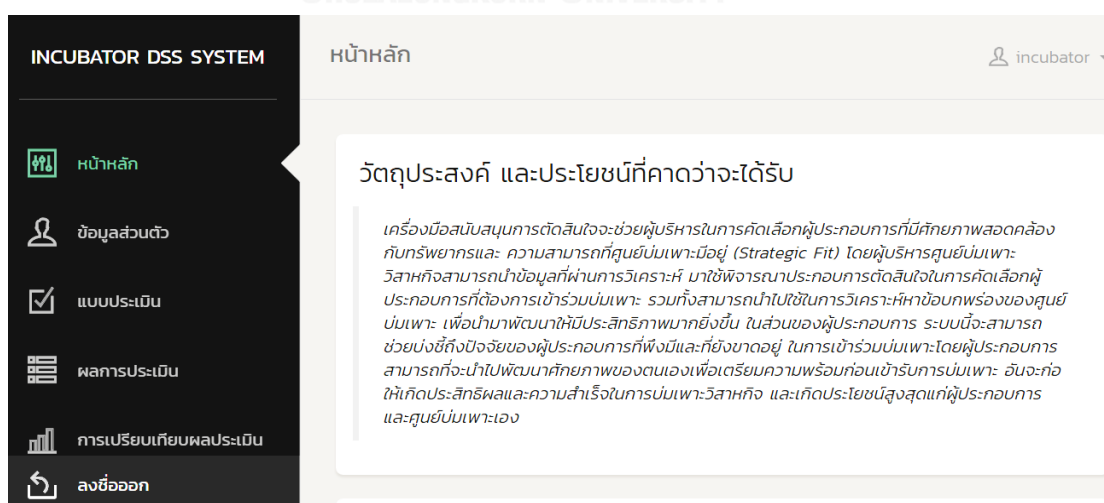 INCUBATOR DSS SYSTEM
หน้าหลัก
incubator
หน้าหลัก
ข้อมูลส่วนตัว
แบบประเมิน
ผลการประเมิน
การเปรียบเทียบผลประเมิน
ลงชื่อออก
วัตถุประสงค์ และประโยชน์ที่คาดว่าจะได้รับ
เครื่องมือสนับสนุนการตัดสินใจจะช่วยผู้บริหารในการคัดเลือกผู้ประกอบการที่มีศักยภาพสอดคล้อง
กับทรัพยากรและ ความสามารถที่ศูนย์บ่มเพาะมีอยู่ (Strategic Fit) โดยผู้บริหารศูนย์บ่มเพาะ
วิสาหกิจสามารถนำข้อมูลที่ผ่านการวิเคราะห์ มาใช้พิจารณาประกอบการตัดสินใจในการคัดเลือกผู้
ประกอบการที่ต้องการเข้าร่วมบ่มเพาะ รวมทั้งสามารถนำไปใช้ในการวิเคราะห์หาข้อบกพร่องของศูนย์
บ่มเพาะ เพื่อนำมาพัฒนาให้มีประสิทธิภาพมากยิ่งขึ้น ในส่วนของผู้ประกอบการ ระบบนี้จะสามารถ
ช่วยบ่งชี้ถึงปัจจัยของผู้ประกอบการที่พึงมีและที่ยังขาดอยู่ ในการเข้าร่วมบ่มเพาะโดยผู้ประกอบการ
สามารถที่จะนำไปพัฒนาศักยภาพของตนเองเพื่อเตรียมความพร้อมก่อนเข้ารับการบ่มเพาะ อันจะก่อ
ให้เกิดประสิทธิผลและความสำเร็จในการบ่มเพาะวิสาหกิจ และเกิดประโยชน์สูงสุดแก่ผู้ประกอบการ
และศูนย์บ่มเพาะเอง